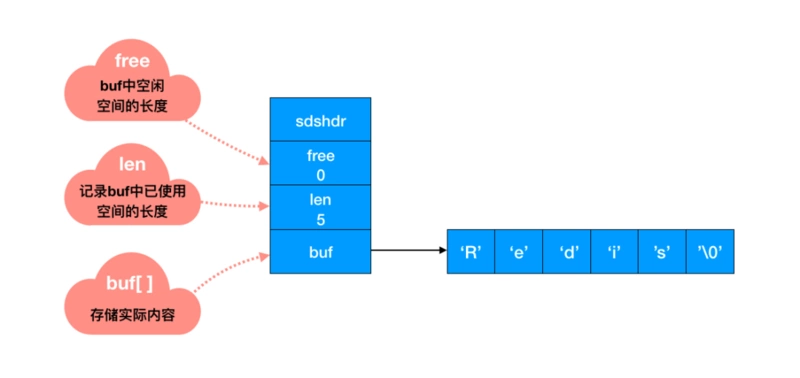 free
buf中空闲
空间的长度
len
记录buf中已使用
空间的长度
buf[ ]
存储实际内容
sdshdr
free
0
len
5
buf
‘R’ ‘e’ ‘d’ ‘i’ ’s’ ’\0’